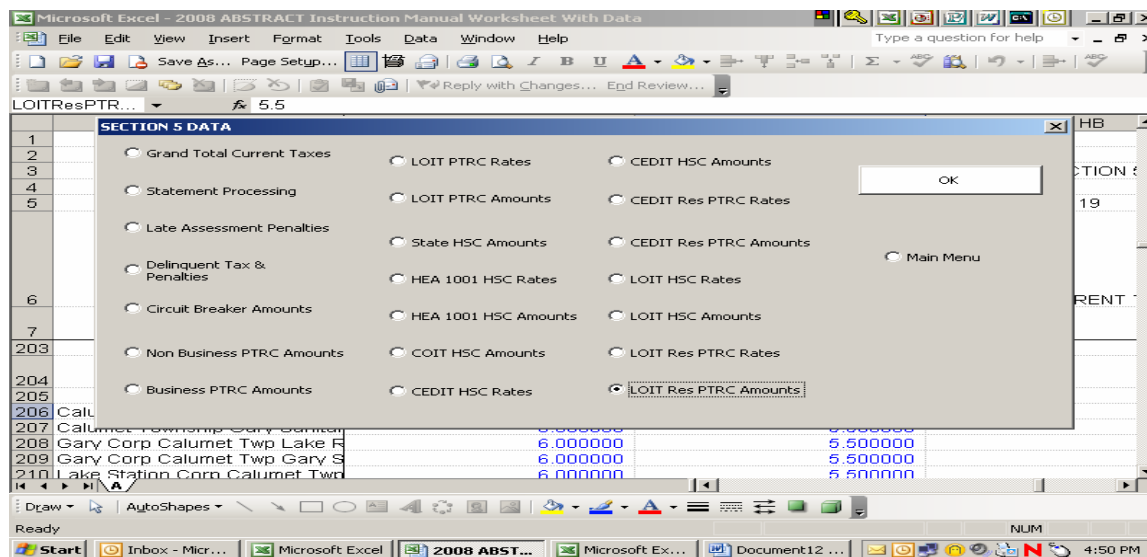 Microsoft Excel - 2008 ABSTRACT Instruction Manual Worksheet With Data
File Edit View Insert Format Tools Data Window Help Type a question for help
Save As... Page Setup...
Reply with Changes... End Review...
LOITResPTR... fx 5.5
SECTION 5 DATA
HB
1
2
3
4
5
6
7
203
204
205
206
207
208
209
210
Grand Total Current Taxes
Statement Processing
Late Assessment Penalties
Delinquent Tax &
Penalties
Circuit Breaker Amounts
Non Business PTRC Amounts
Business PTRC Amounts
LOIT PTRC Rates
LOIT PTRC Amounts
State HSC Amounts
HEA 1001 HSC Rates
HEA 1001 HSC Amounts
COIT HSC Amounts
CEDIT HSC Rates
CEDIT HSC Amounts
CEDIT Res PTRC Rates
CEDIT Res PTRC Amounts
LOIT HSC Rates
LOIT HSC Amounts
LOIT Res PTRC Rates
LOIT Res PTRC Amounts
OK
Main Menu
CTION 5
19
RRENT T
Calu
Calumet Township Gary Sanitar
Gary Corp Calumet Twp Lake R 6.000000 5.500000
Gary Corp Calumet Twp Gary S 6.000000 5.500000
Lake Station Corp Calumet Twp 6.000000 5.500000
A
Draw AutoShapes
Ready NUM
Start Inbox - Micr... Microsoft Excel 2008 ABST... Microsoft Ex... Document12 ... 4:50 PM